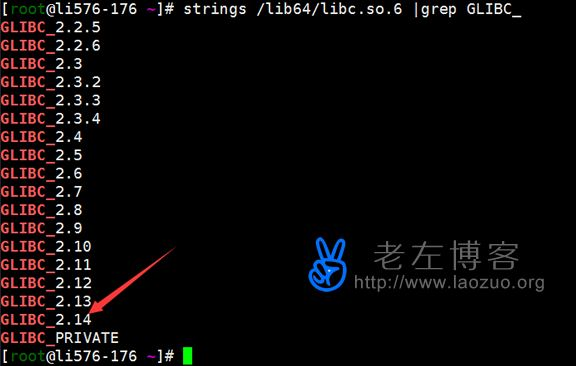 [root@li576-176 ~]# strings /lib64/libc.so.6 |grep GLIBC_
GLIBC_2.2.5
GLIBC_2.2.6
GLIBC_2.3
GLIBC_2.3.2
GLIBC_2.3.3
GLIBC_2.3.4
GLIBC_2.4
GLIBC_2.5
GLIBC_2.6
GLIBC_2.7
GLIBC_2.8
GLIBC_2.9
GLIBC_2.10
GLIBC_2.11
GLIBC_2.12
GLIBC_2.13
GLIBC_2.14
GLIBC_PRIVATE
[root@li576-176 ~]#
老左博客
http://www.laozuo.org